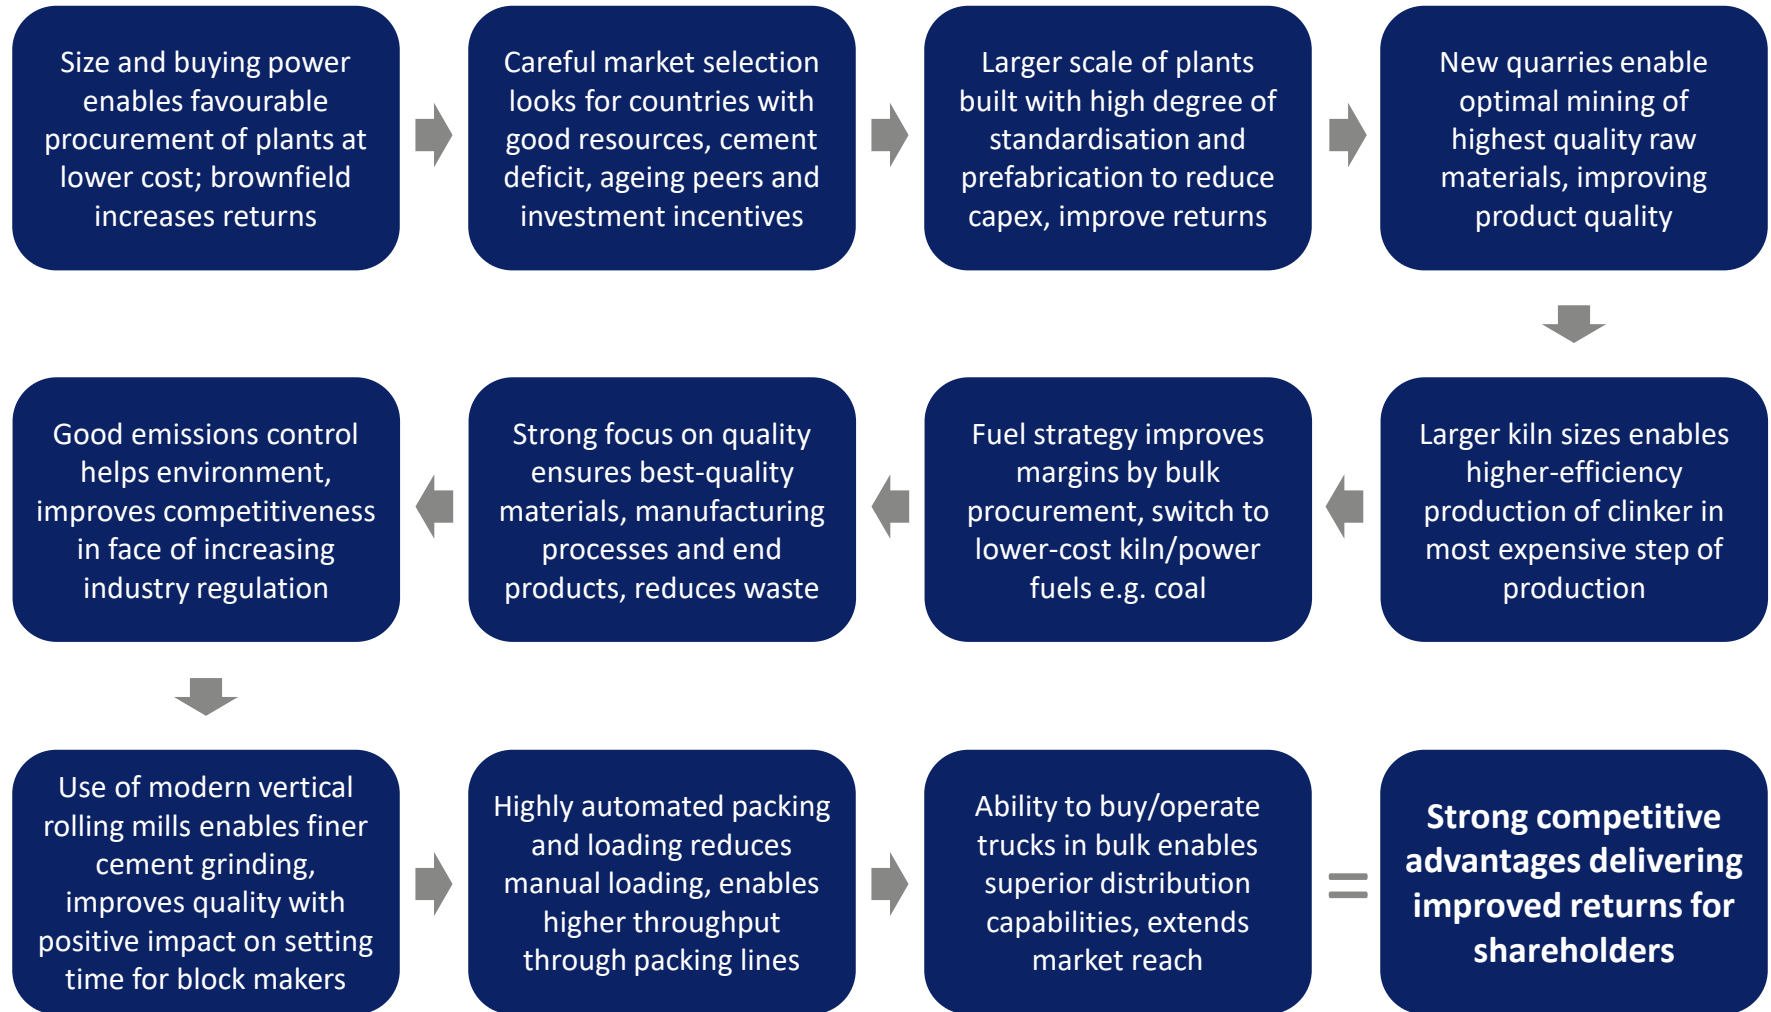 Size and buying power
enables favourable
procurement of plants at
lower cost; brownfield
increases returns
Careful market selection
looks for countries with
good resources, cement
deficit, ageing peers and
investment incentives
Larger scale of plants
built with high degree of
standardisation and
prefabrication to reduce
capex, improve returns
New quarries enable
optimal mining of
highest quality raw
materials, improving
product quality
Larger kiln sizes enables
higher-efficiency
production of clinker in
most expensive step of
production
Fuel strategy improves
margins by bulk
procurement, switch to
lower-cost kiln/power
fuels e.g. coal
Strong focus on quality
ensures best-quality
materials, manufacturing
processes and end
products, reduces waste
Good emissions control
helps environment,
improves competitiveness
in face of increasing
industry regulation
Use of modern vertical
rolling mills enables finer
cement grinding,
improves quality with
positive impact on setting
time for block makers
Highly automated packing
and loading reduces
manual loading, enables
higher throughput
through packing lines
Ability to buy/operate
trucks in bulk enables
superior distribution
capabilities, extends
market reach
=
Strong competitive
advantages delivering
improved returns for
shareholders